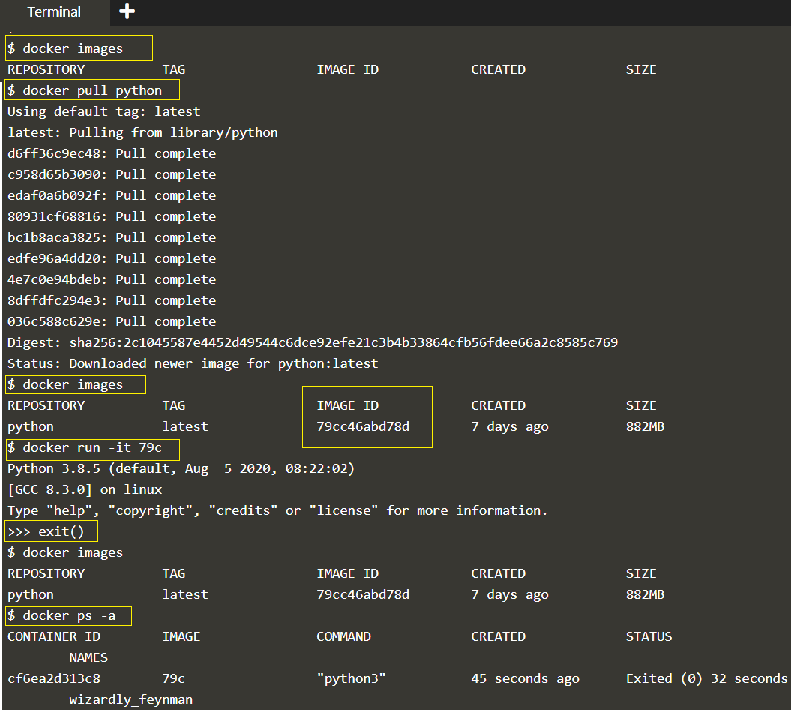 Terminal +
$ docker images
REPOSITORY TAG IMAGE ID CREATED SIZE
$ docker pull python
Using default tag: latest
latest: Pulling from library/python
d6ff36c9ec48: Pull complete
c958d65b3090: Pull complete
edaf0a6b092f: Pull complete
80931cf68816: Pull complete
bc1b8aca3825: Pull complete
edfe96a4dd20: Pull complete
4e7c0e94bdeb: Pull complete
8dffdfc294e3: Pull complete
036c588c629e: Pull complete
Digest: sha256:2c1045587e4452d49544c6dce92efe21c3b4b33864cfb56fdee66a2c8585c769
Status: Downloaded newer image for python:latest
$ docker images
REPOSITORY TAG IMAGE ID CREATED SIZE
python latest 79cc46abd78d 7 days ago 882MB
$ docker run -it 79c
Python 3.8.5 (default, Aug  5 2020, 08:22:02)
[GCC 8.3.0] on linux
Type "help", "copyright", "credits" or "license" for more information.
>>> exit()
$ docker images
REPOSITORY TAG IMAGE ID CREATED SIZE
python latest 79cc46abd78d 7 days ago 882MB
$ docker ps -a
CONTAINER ID IMAGE COMMAND CREATED STATUS
NAMES
cf6ea2d313c8 79c "python3" 45 seconds ago Exited (0) 32 seconds
wizardly_feynman